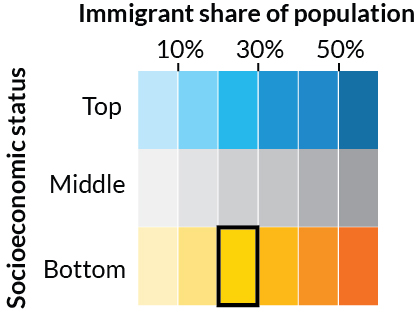 Immigrant share of population
10% 30% 50%
Socioeconomic status
Top
Middle
Bottom